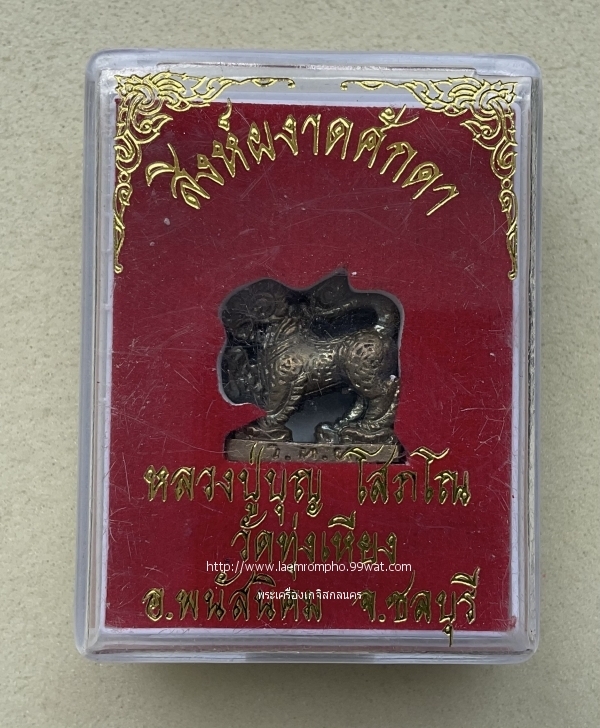 สิงห์ผงาดศักดา
หลวงปู่บุญ โสภโณ
วัดทุ่งเหียง
http://www.laemrompho.99wat.com
พระเครื่องเกจิสกลนคร
อ.พนัสนิคม จ.ชลบุรี